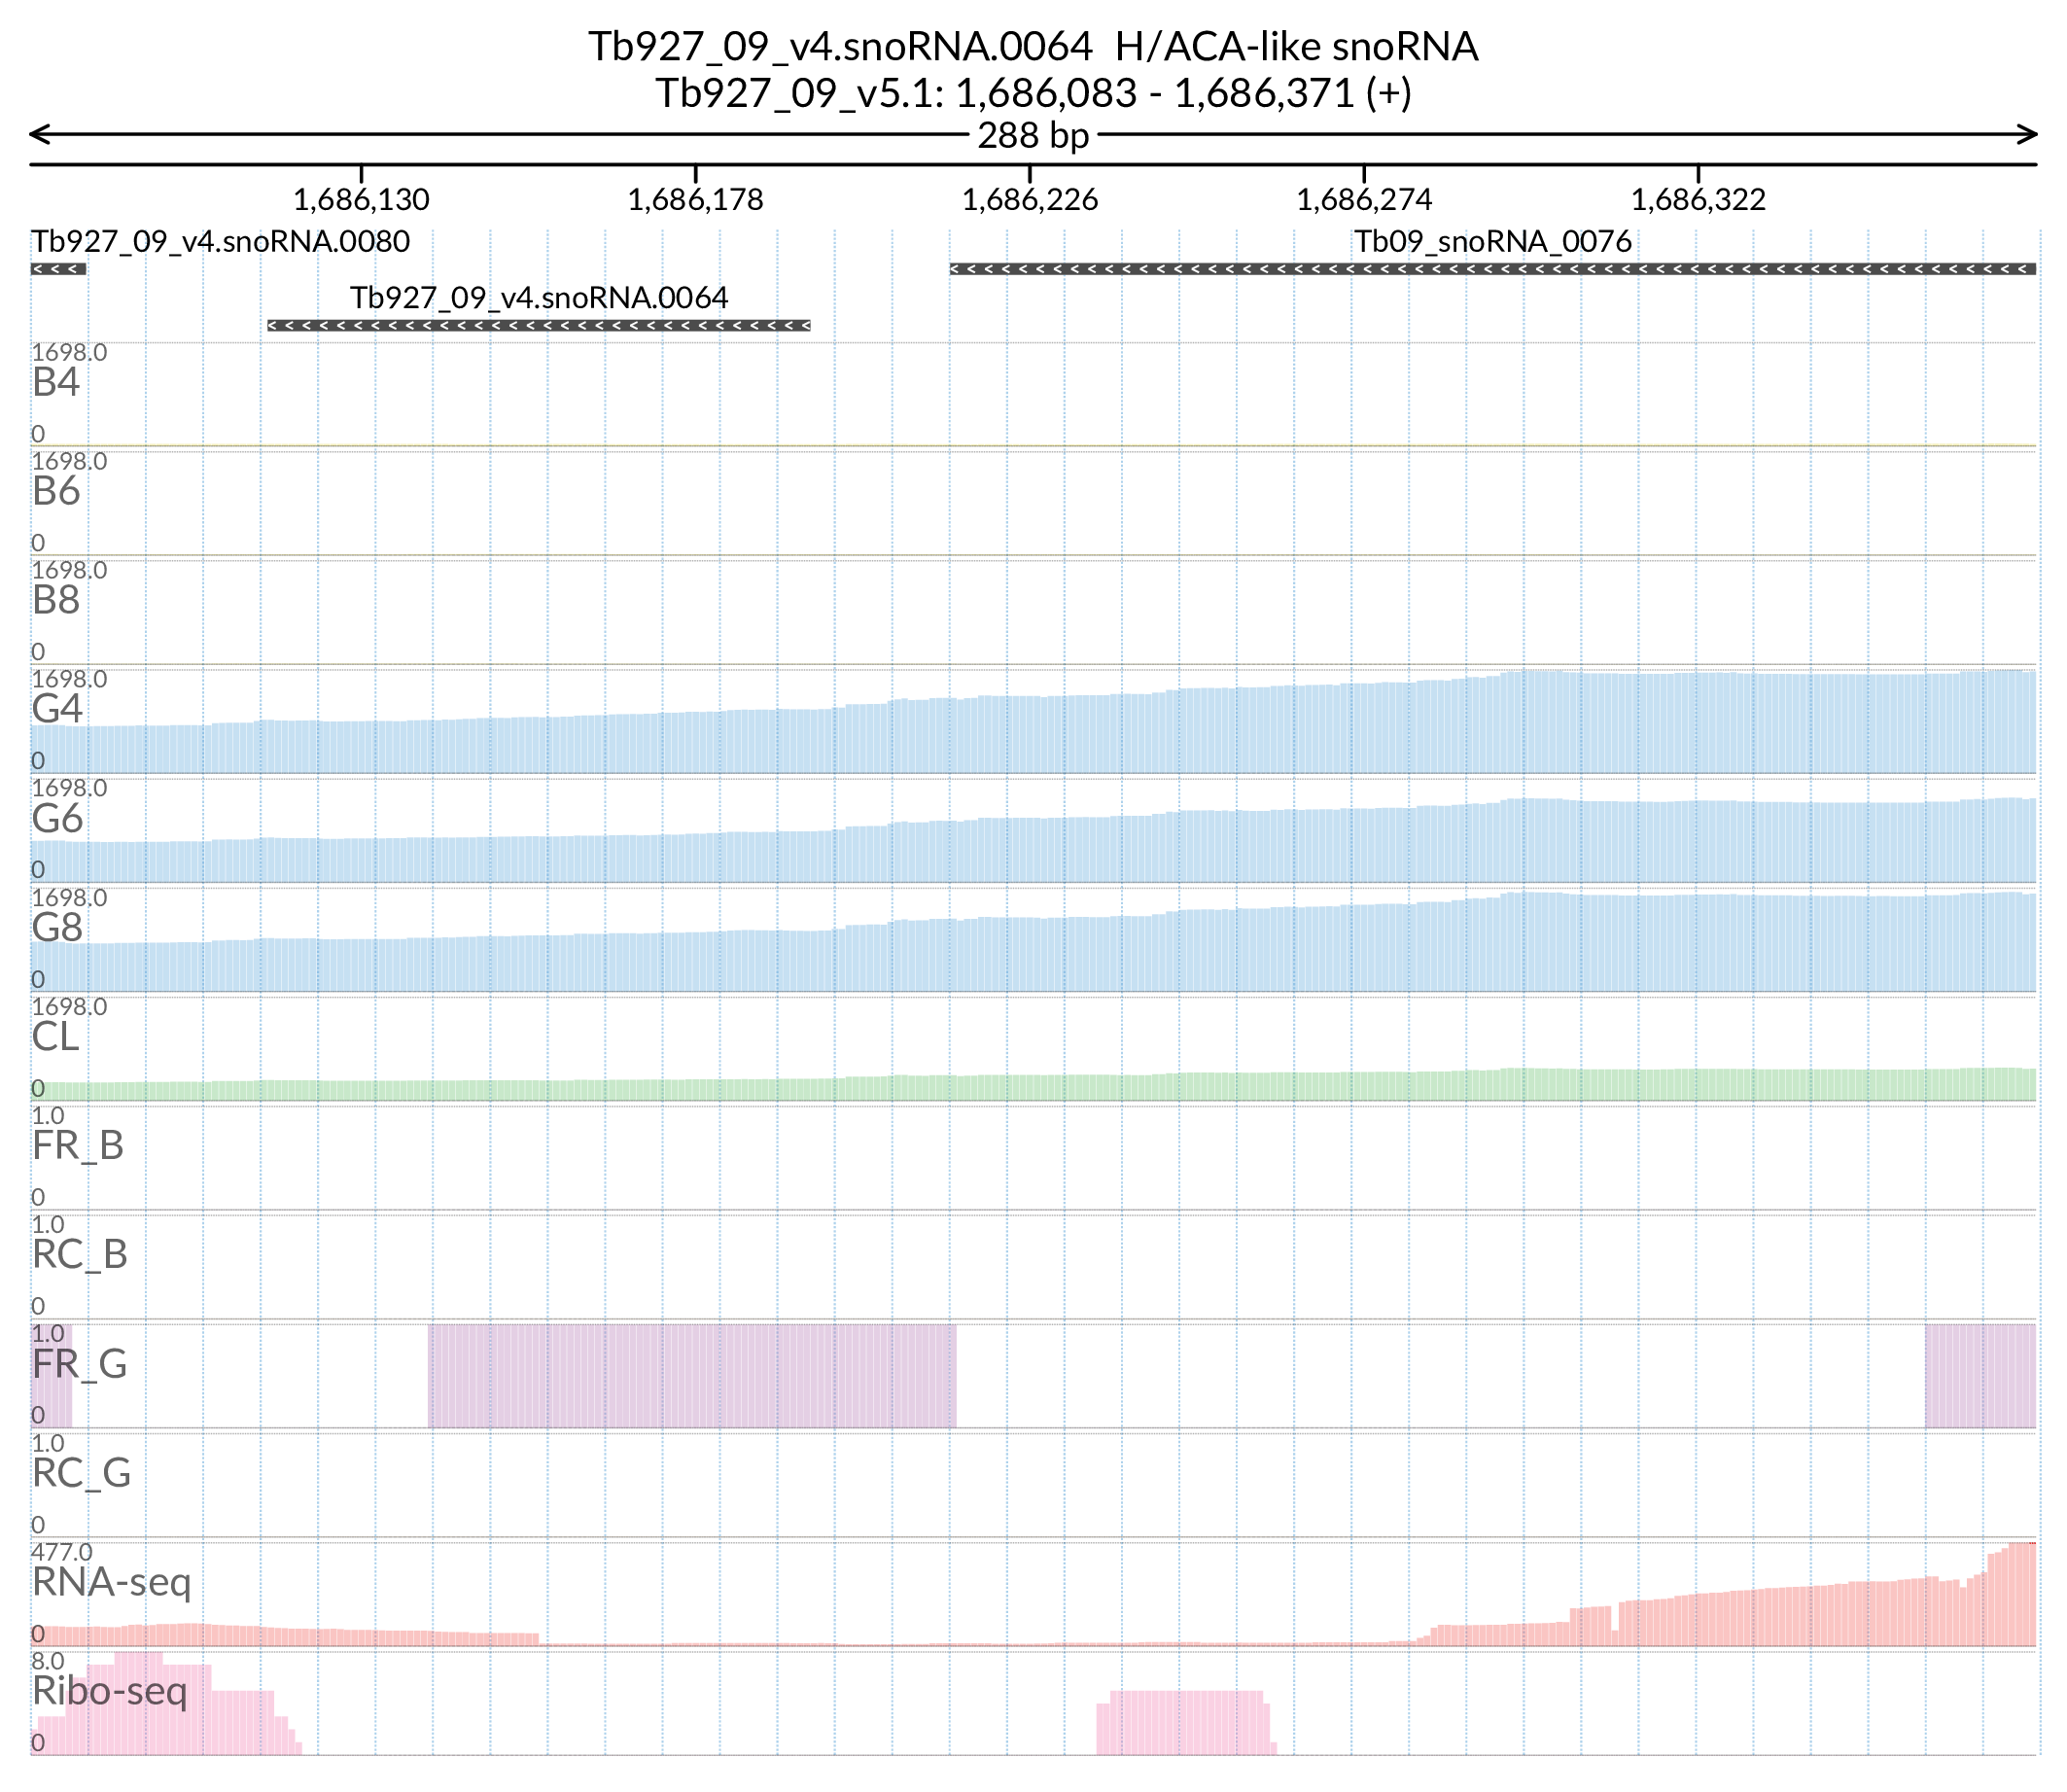 Tb927_09_v4.snoRNA.0064  H/ACA-like snoRNA
Tb927_09_v5.1: 1,686,083 - 1,686,371 (+)
288 bp
1,686,130 1,686,178 1,686,226 1,686,274 1,686,322
Tb927_09_v4.snoRNA.0080 Tb09_snoRNA_0076
Tb927_09_v4.snoRNA.0064
1698.0
B4
0
1698.0
B6
0
1698.0
B8
0
1698.0
G4
0
1698.0
G6
0
1698.0
G8
0
1698.0
CL
0
1.0
FR_B
0
1.0
RC_B
0
1.0
FR_G
0
1.0
RC_G
0
477.0
RNA-seq
0
8.0
Ribo-seq
0